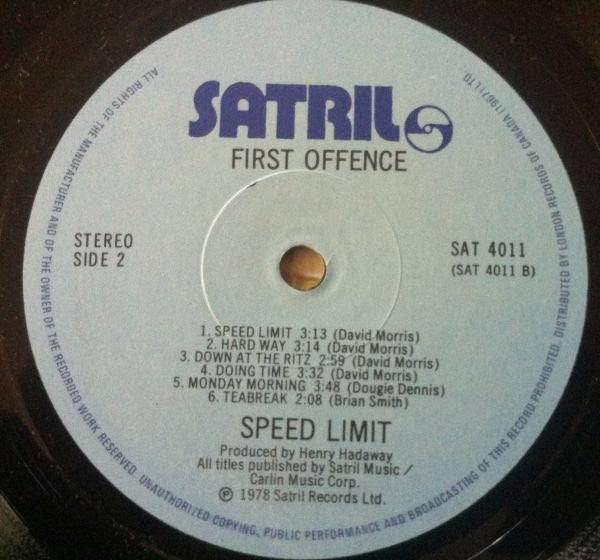 SATRIL
FIRST OFFENCE
STEREO
SIDE 2
SAT 4011
(SAT 4011 B)
1. SPEED LIMIT 3:13 (David Morris)
2. HARD WAY 3:14 (David Morris)
3. DOWN AT THE RITZ 2:59 (David Morris)
4. DOING TIME 3:32 (David Morris)
5. MONDAY MORNING 3:48 (Dougie Dennis)
6. TEABREAK 2:08 (Brian Smith)
SPEED LIMIT
Produced by Henry Hadaway
All titles published by Satril Music /
Carlin Music Corp.
℗ 1978 Satril Records Ltd.
ALL RIGHTS OF THE MANUFACTURER AND OF THE OWNER OF THE RECORDED WORK RESERVED. UNAUTHORIZED COPYING, PUBLIC PERFORMANCE AND BROADCASTING OF THIS RECORD PROHIBITED. DISTRIBUTED BY LONDON RECORDS OF CANADA (1967) LTD